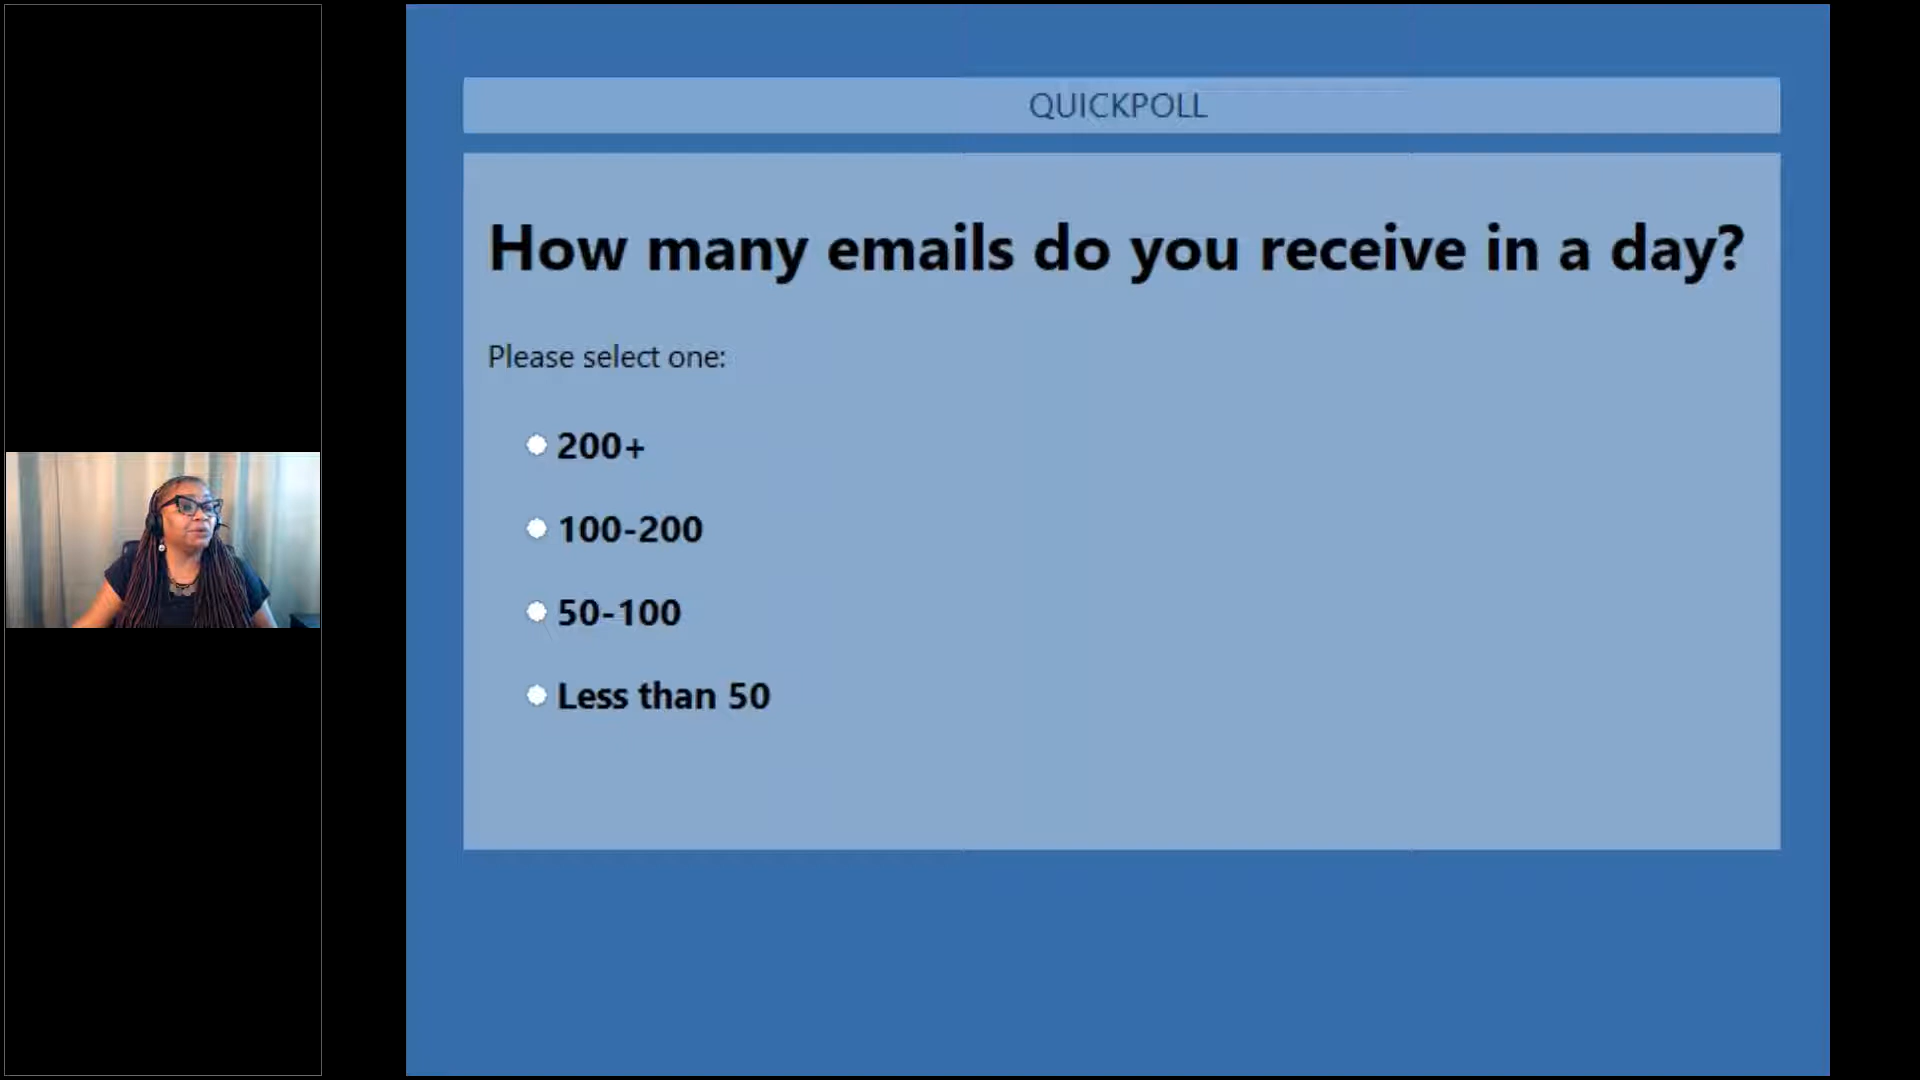 QUICKPOLL
How many emails do you receive in a day?
Please select one:
200+
100-200
50-100
Less than 50